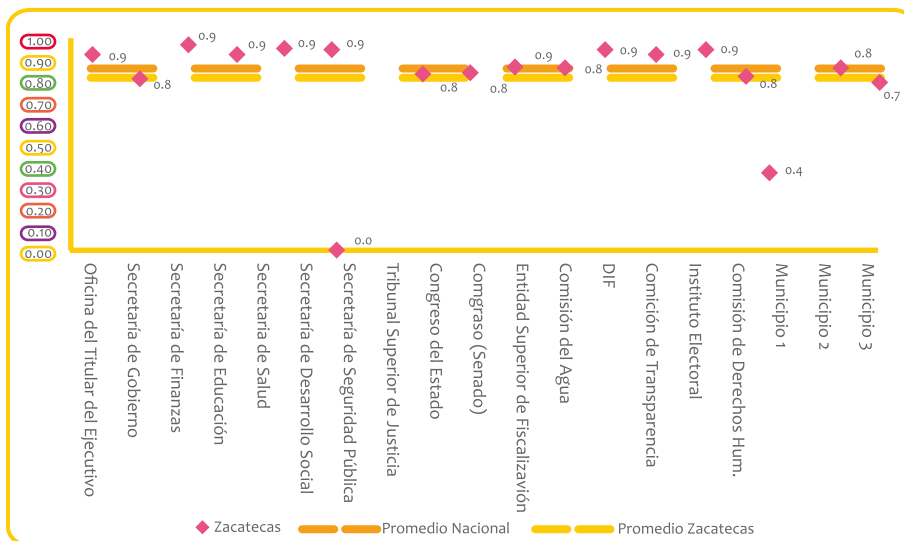 1.00
0.90
0.80
0.70
0.60
0.50
0.40
0.30
0.20
0.10
0.00
0.9
0.8
0.9
0.9
0.9
0.9
0.0
0.8
0.8
0.9
0.8
0.9
0.9
0.9
0.8
0.4
0.8
0.7
Oficina del Titular del Ejecutivo
Secretaría de Gobierno
Secretaría de Finanzas
Secretaría de Educación
Secretaria de Salud
Secretaría de Desarrollo Social
Secretaría de Seguridad Pública
Tribunal Superior de Justicia
Congreso del Estado
Comgraso (Senado)
Entidad Superior de Fiscalizavión
Comisión del Agua
DIF
Comición de Transparencia
Instituto Electoral
Comisión de Derechos Hum.
Municipio 1
Municipio 2
Municipio 3
Zacatecas
Promedio Nacional
Promedio Zacatecas